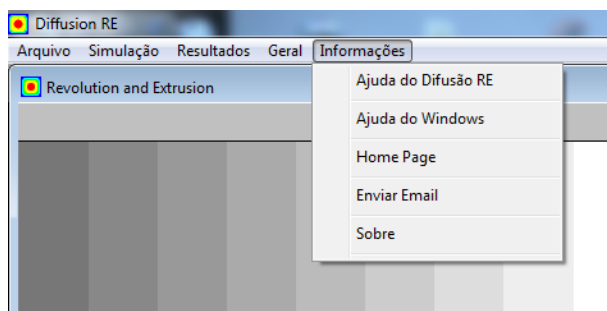 Diffusion RE
Arquivo Simulação Resultados Geral Informações
Revolution and Extrusion
Ajuda do Difusão RE
Ajuda do Windows
Home Page
Enviar Email
Sobre